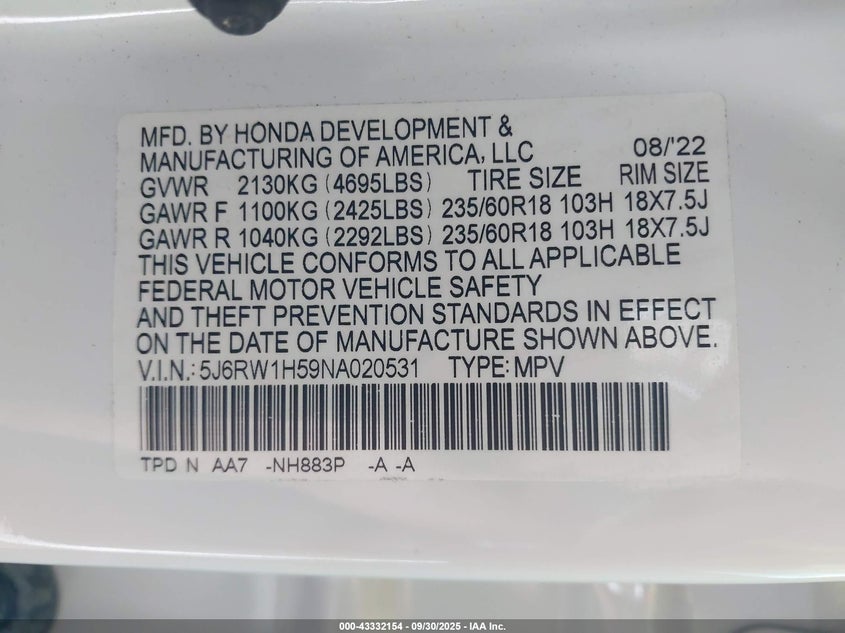 MFD. BY HONDA DEVELOPMENT &
MANUFACTURING OF AMERICA, LLC 08/'22
GVWR 2130KG (4695LBS) TIRE SIZE RIM SIZE
GAWR F 1100KG (2425LBS) 235/60R18 103H 18X7.5J
GAWR R 1040KG (2292LBS) 235/60R18 103H 18X7.5J
THIS VEHICLE CONFORMS TO ALL APPLICABLE
FEDERAL MOTOR VEHICLE SAFETY
AND THEFT PREVENTION STANDARDS IN EFFECT
ON THE DATE OF MANUFACTURE SHOWN ABOVE.
V.I.N.: 5J6RW1H59NA020531 TYPE: MPV
TPD N AA7 -NH883P -A -A
000-43332154 - 09/30/2025 - IAA Inc.